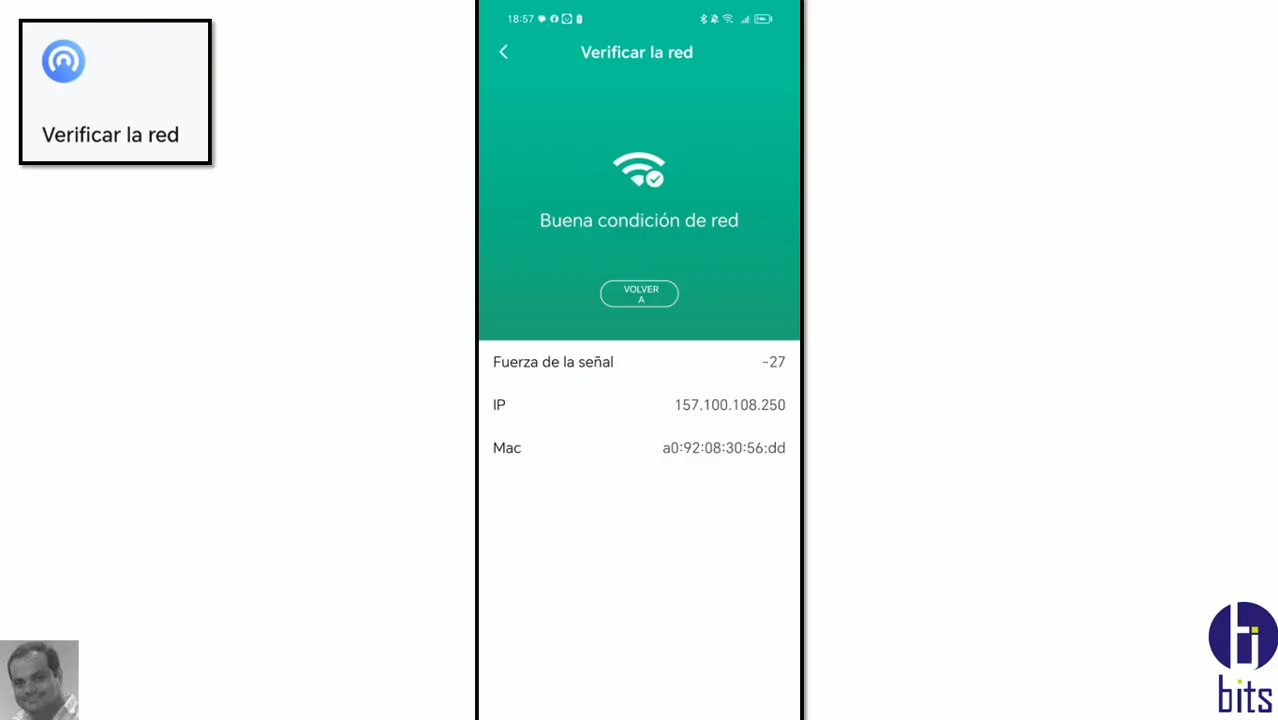 Verificar la red
18:57
Verificar la red
Buena condición de red
VOLVER
A
Fuerza de la señal -27
IP 157.100.108.250
Mac a0:92:08:30:56:dd
bits